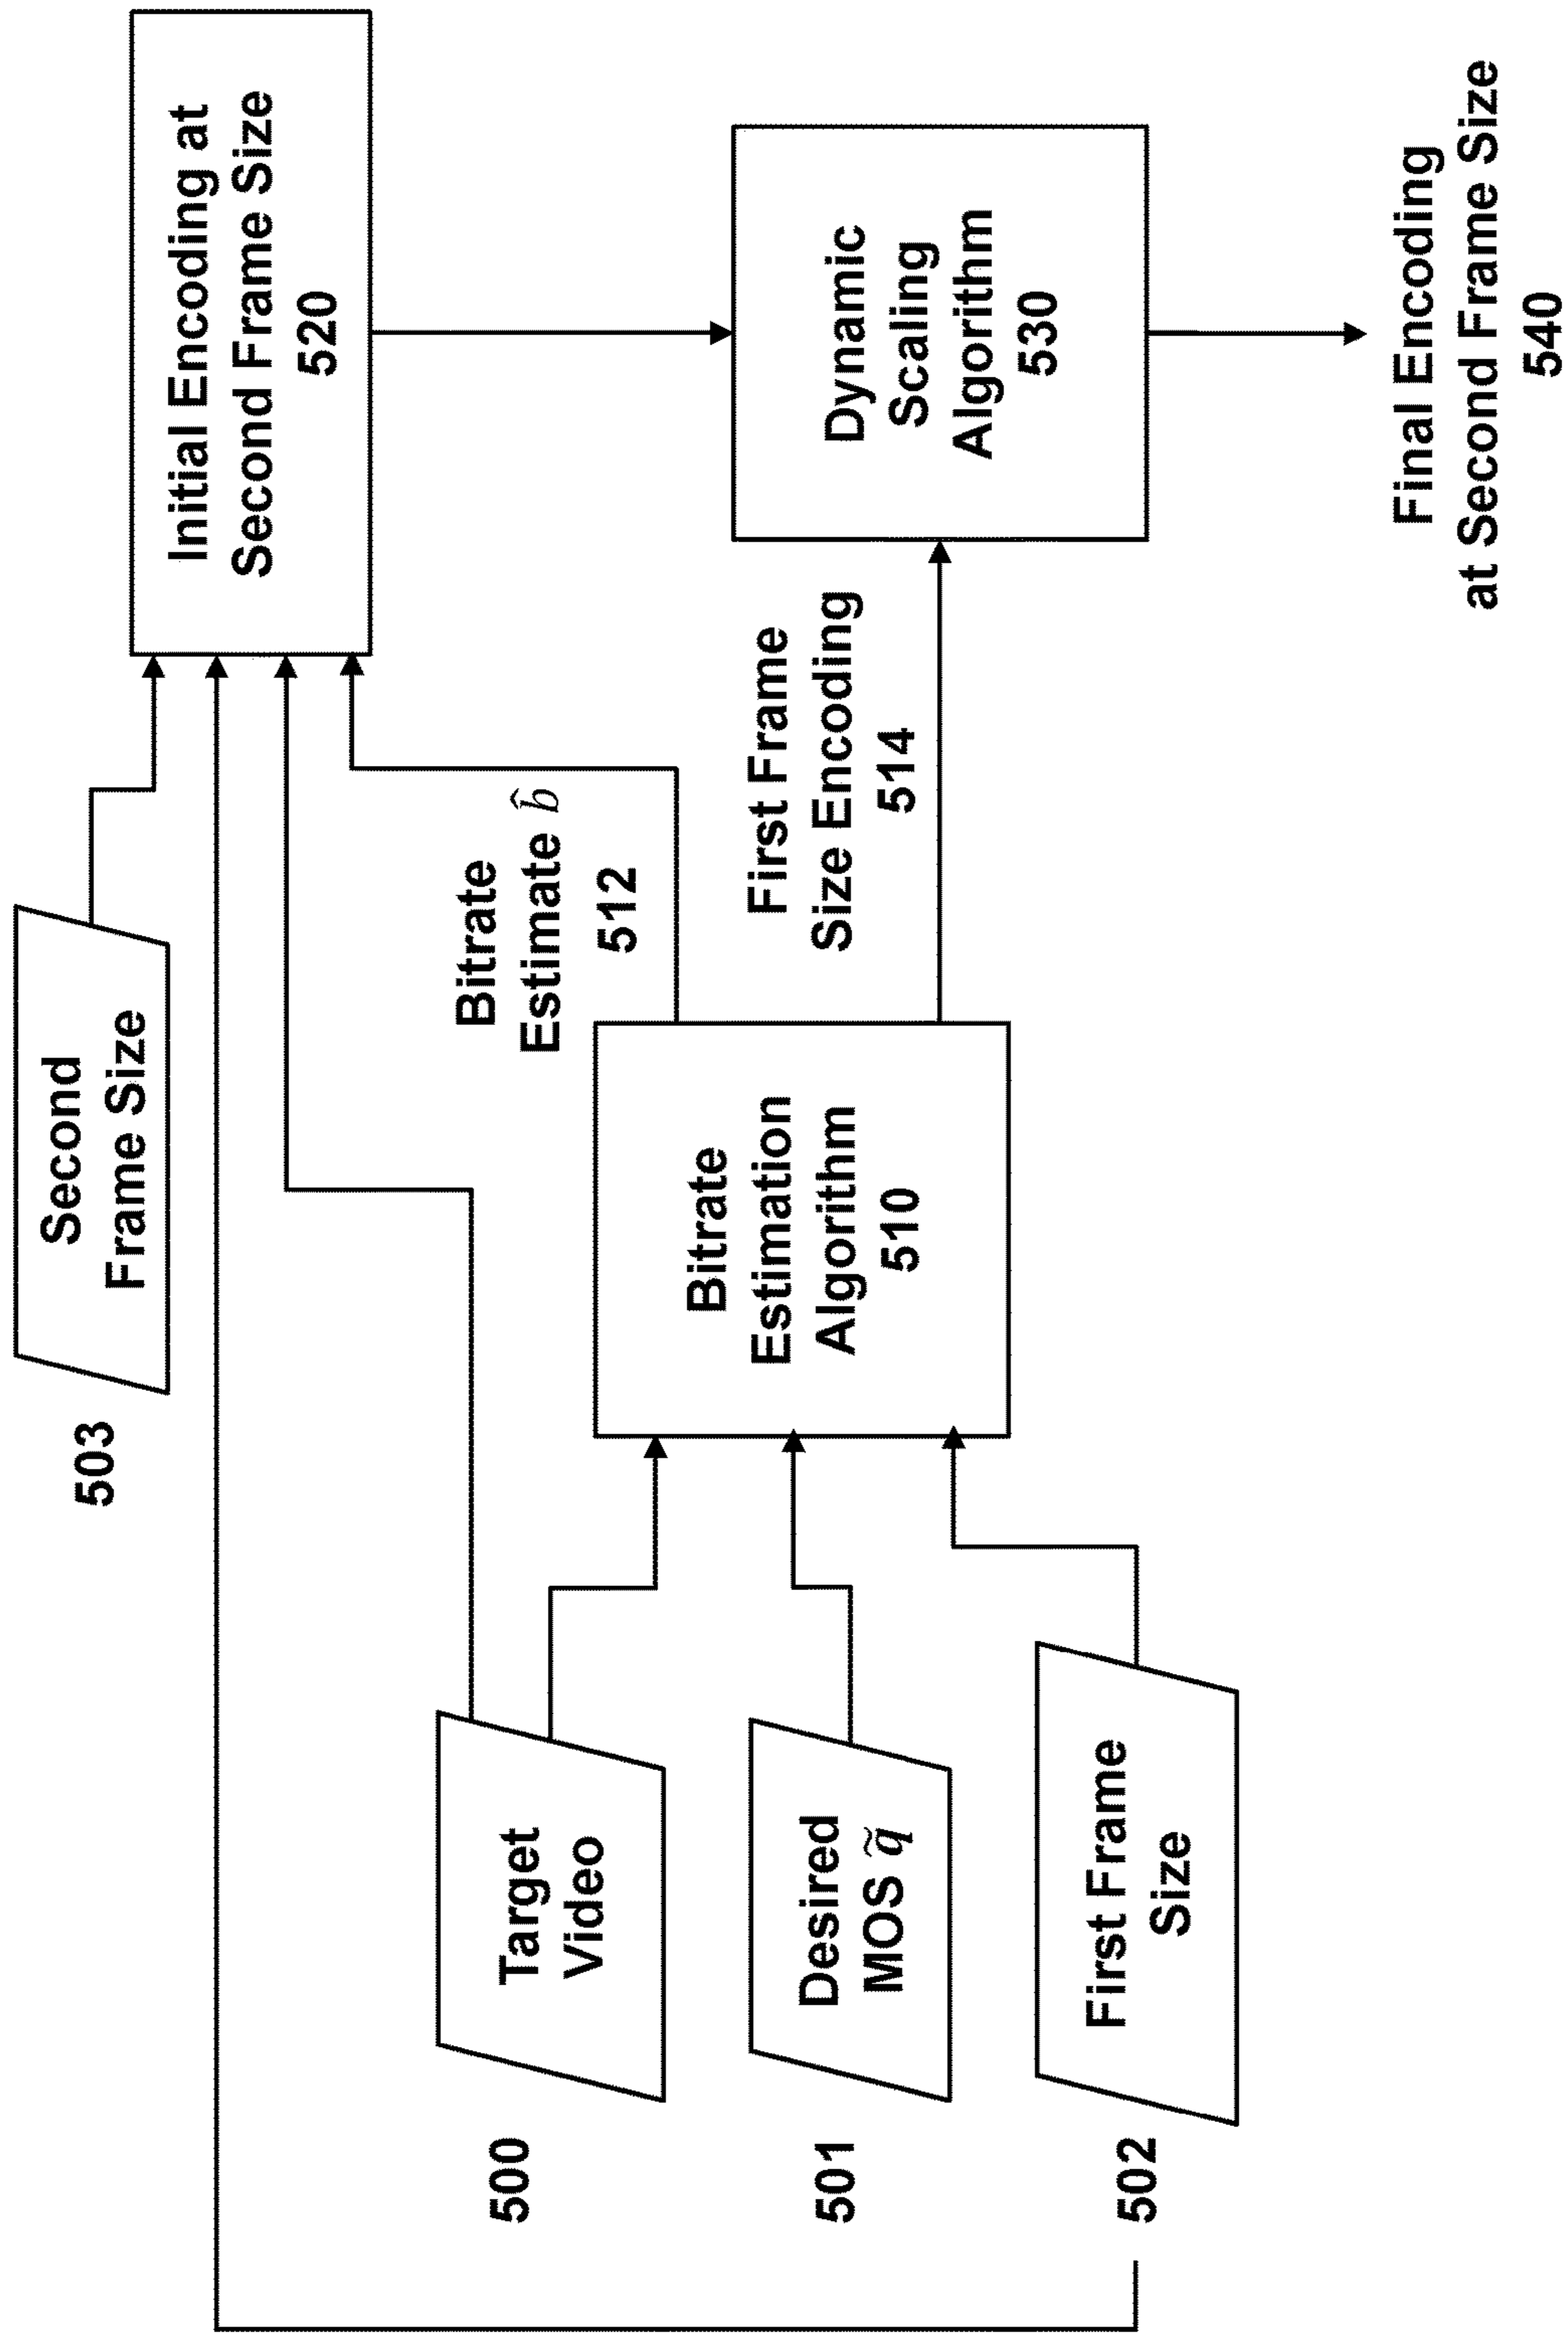 Second
Frame Size
503
Initial Encoding at
Second Frame Size
520
Bitrate
Estimate b̂
512
Target
Video
500
Bitrate
Estimation
Algorithm
510
First Frame
Size Encoding
514
Dynamic
Scaling
Algorithm
530
Desired
MOS q̃
501
First Frame
Size
502
Final Encoding
at Second Frame Size
540